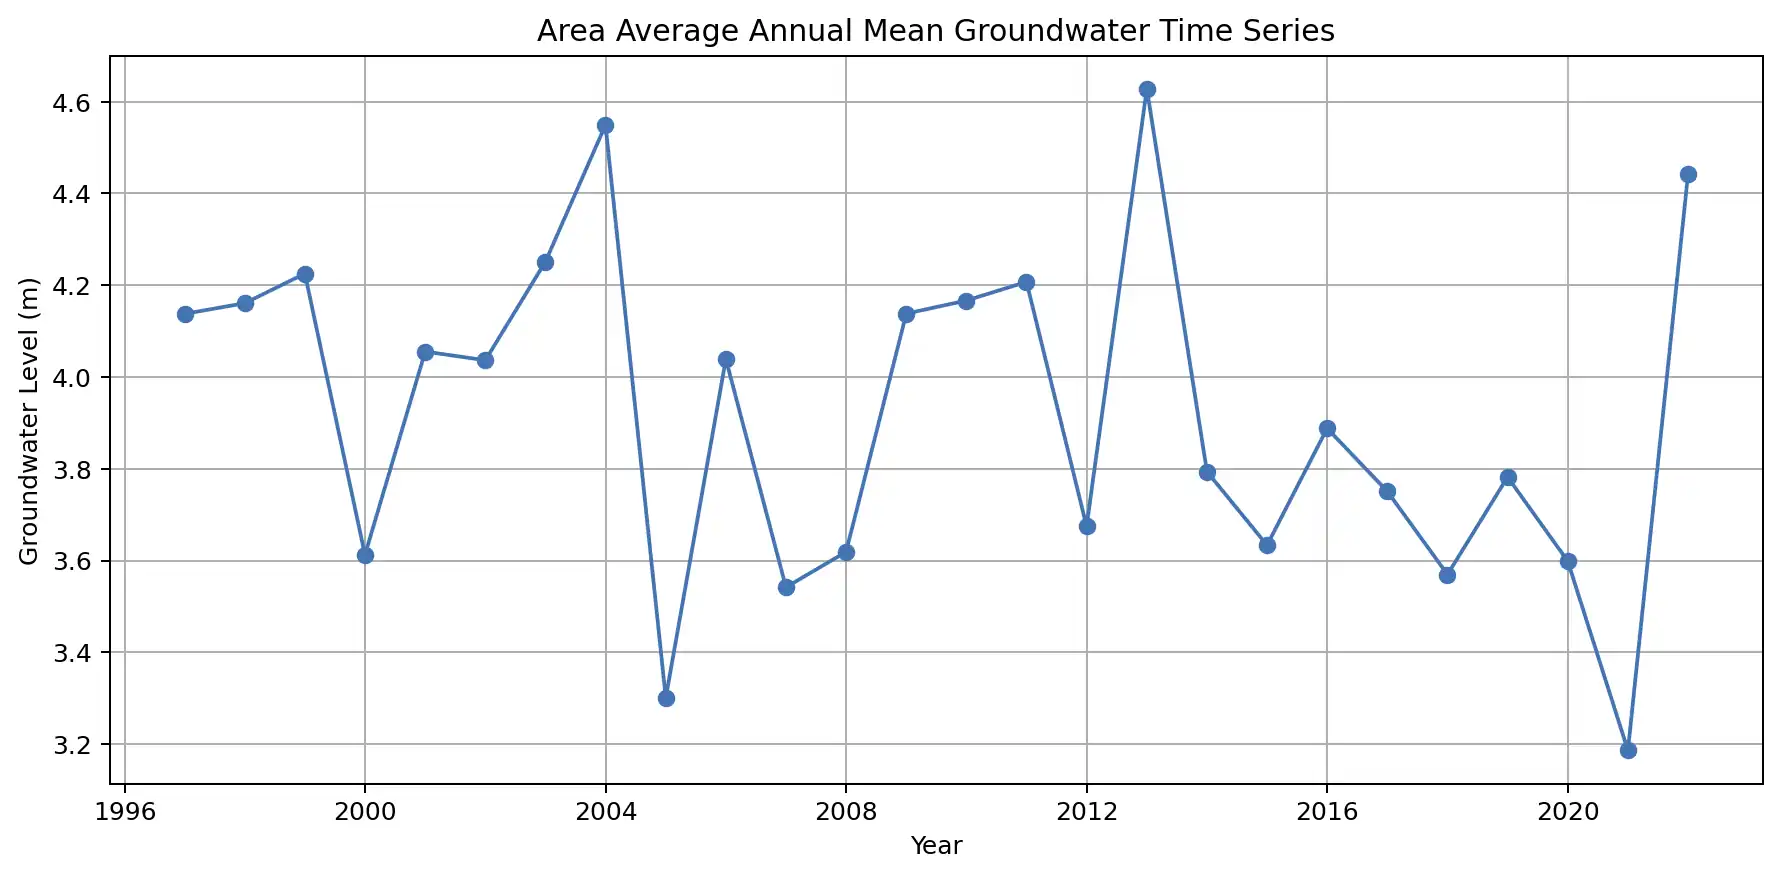 Area Average Annual Mean Groundwater Time Series
Groundwater Level (m)
4.6
4.4
4.2
4.0
3.8
3.6
3.4
3.2
1996 2000 2004 2008 2012 2016 2020
Year